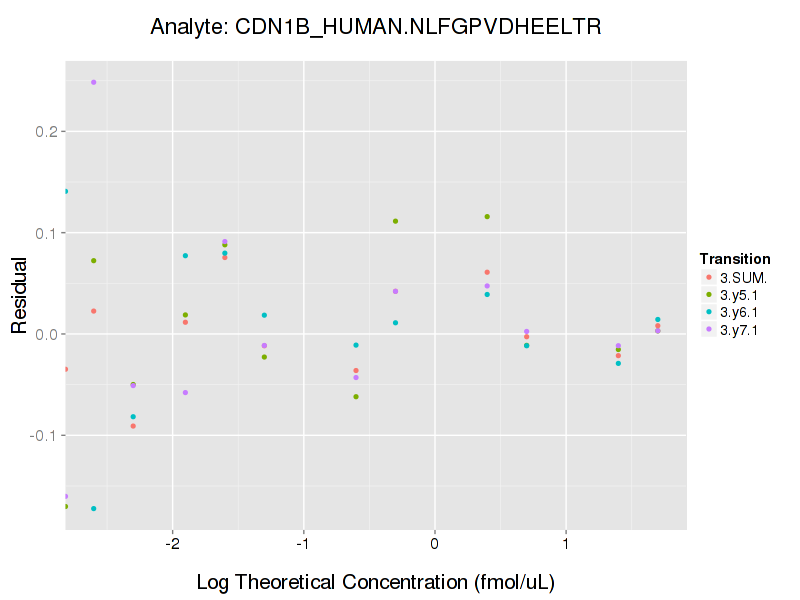 Analyte: CDN1B_HUMAN.NLFGPVDHEELTR
0.2
0.1
0.0
-0.1
Residual
-2 -1 0 1
Log Theoretical Concentration (fmol/uL)
Transition
3.SUM.
3.y5.1
3.y6.1
3.y7.1